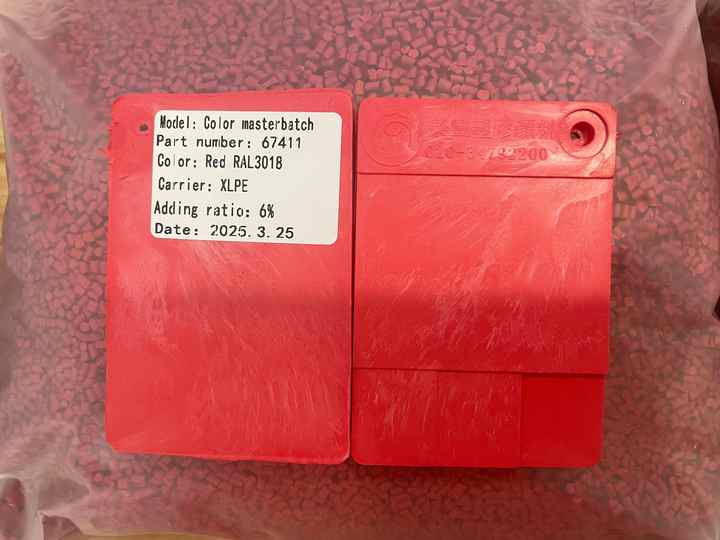 Model: Color masterbatch
Part number: 67411
Color: Red RAL3018
Carrier: XLPE
Adding ratio: 6%
Date: 2025.3.25